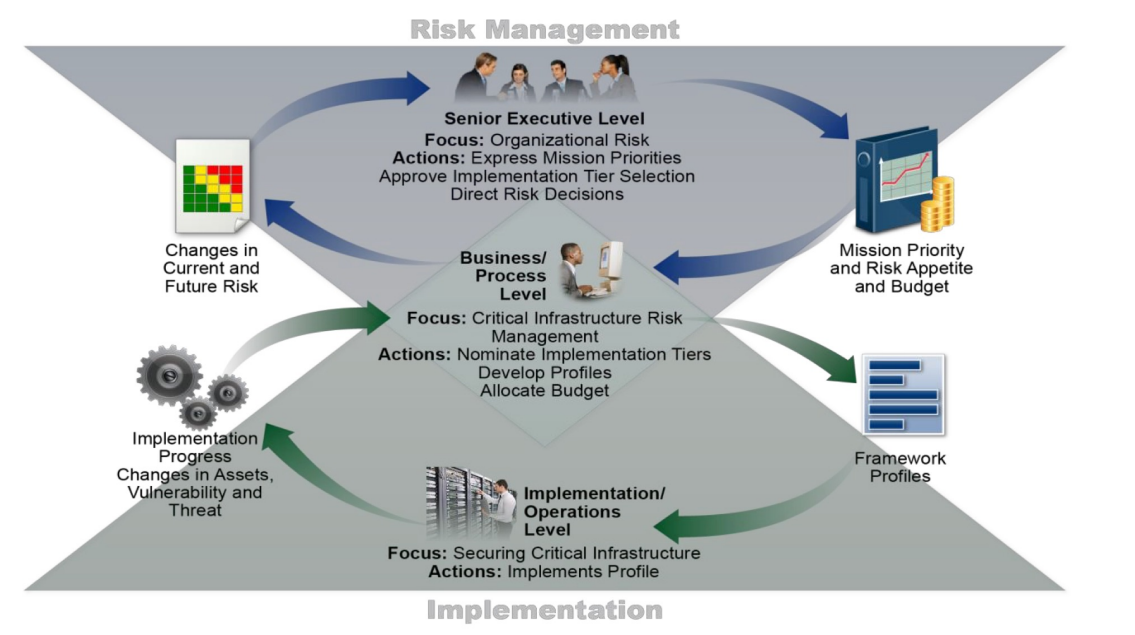 Risk Management
Senior Executive Level
Focus: Organizational Risk
Actions: Express Mission Priorities
Approve Implementation Tier Selection
Direct Risk Decisions
Changes in
Current and
Future Risk
Mission Priority
and Risk Appetite
and Budget
Business/
Process
Level
Focus: Critical Infrastructure Risk
Management
Actions: Nominate Implementation Tiers
Develop Profiles
Allocate Budget
Implementation
Progress
Changes in Assets,
Vulnerability and
Threat
Framework
Profiles
Implementation/
Operations
Level
Focus: Securing Critical Infrastructure
Actions: Implements Profile
Implementation